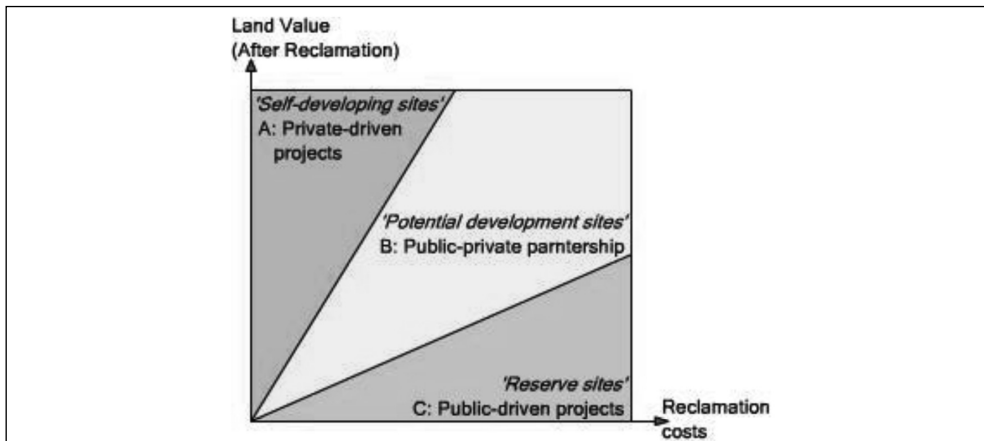 Land Value
(After Reclamation)
'Self-developing sites'
A: Private-driven
projects
'Potential development sites'
B: Public-private parntership
'Reserve sites'
C: Public-driven projects
Reclamation
costs